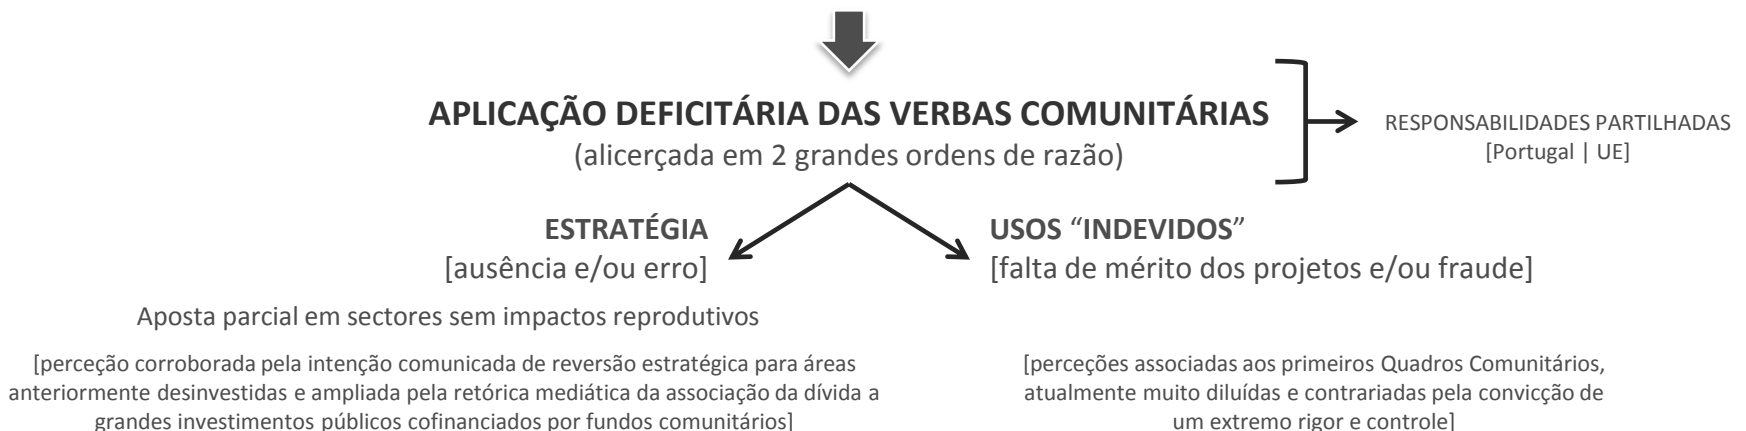 APLICAÇÃO DEFICITÁRIA DAS VERBAS COMUNITÁRIAS
(alicerçada em 2 grandes ordens de razão)
RESPONSABILIDADES PARTILHADAS
[Portugal | UE]
ESTRATÉGIA
[ausência e/ou erro]
Aposta parcial em sectores sem impactos reprodutivos
[perceção corroborada pela intenção comunicada de reversão estratégica para áreas
anteriormente desinvestidas e ampliada pela retórica mediática da associação da dívida a
grandes investimentos públicos cofinanciados por fundos comunitários]
USOS “INDEVIDOS”
[falta de mérito dos projetos e/ou fraude]
[perceções associadas aos primeiros Quadros Comunitários,
atualmente muito diluídas e contrariadas pela convicção de
um extremo rigor e controle]